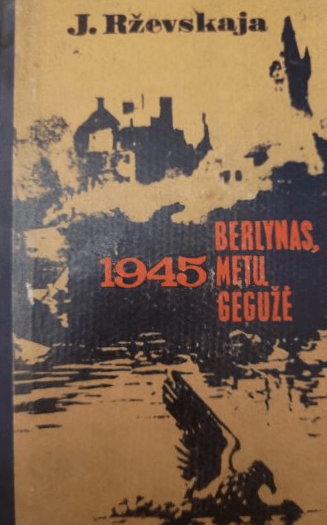 J. Rževskaja
BERLYNAS,
1945 METŲ
GEGUŽĖ